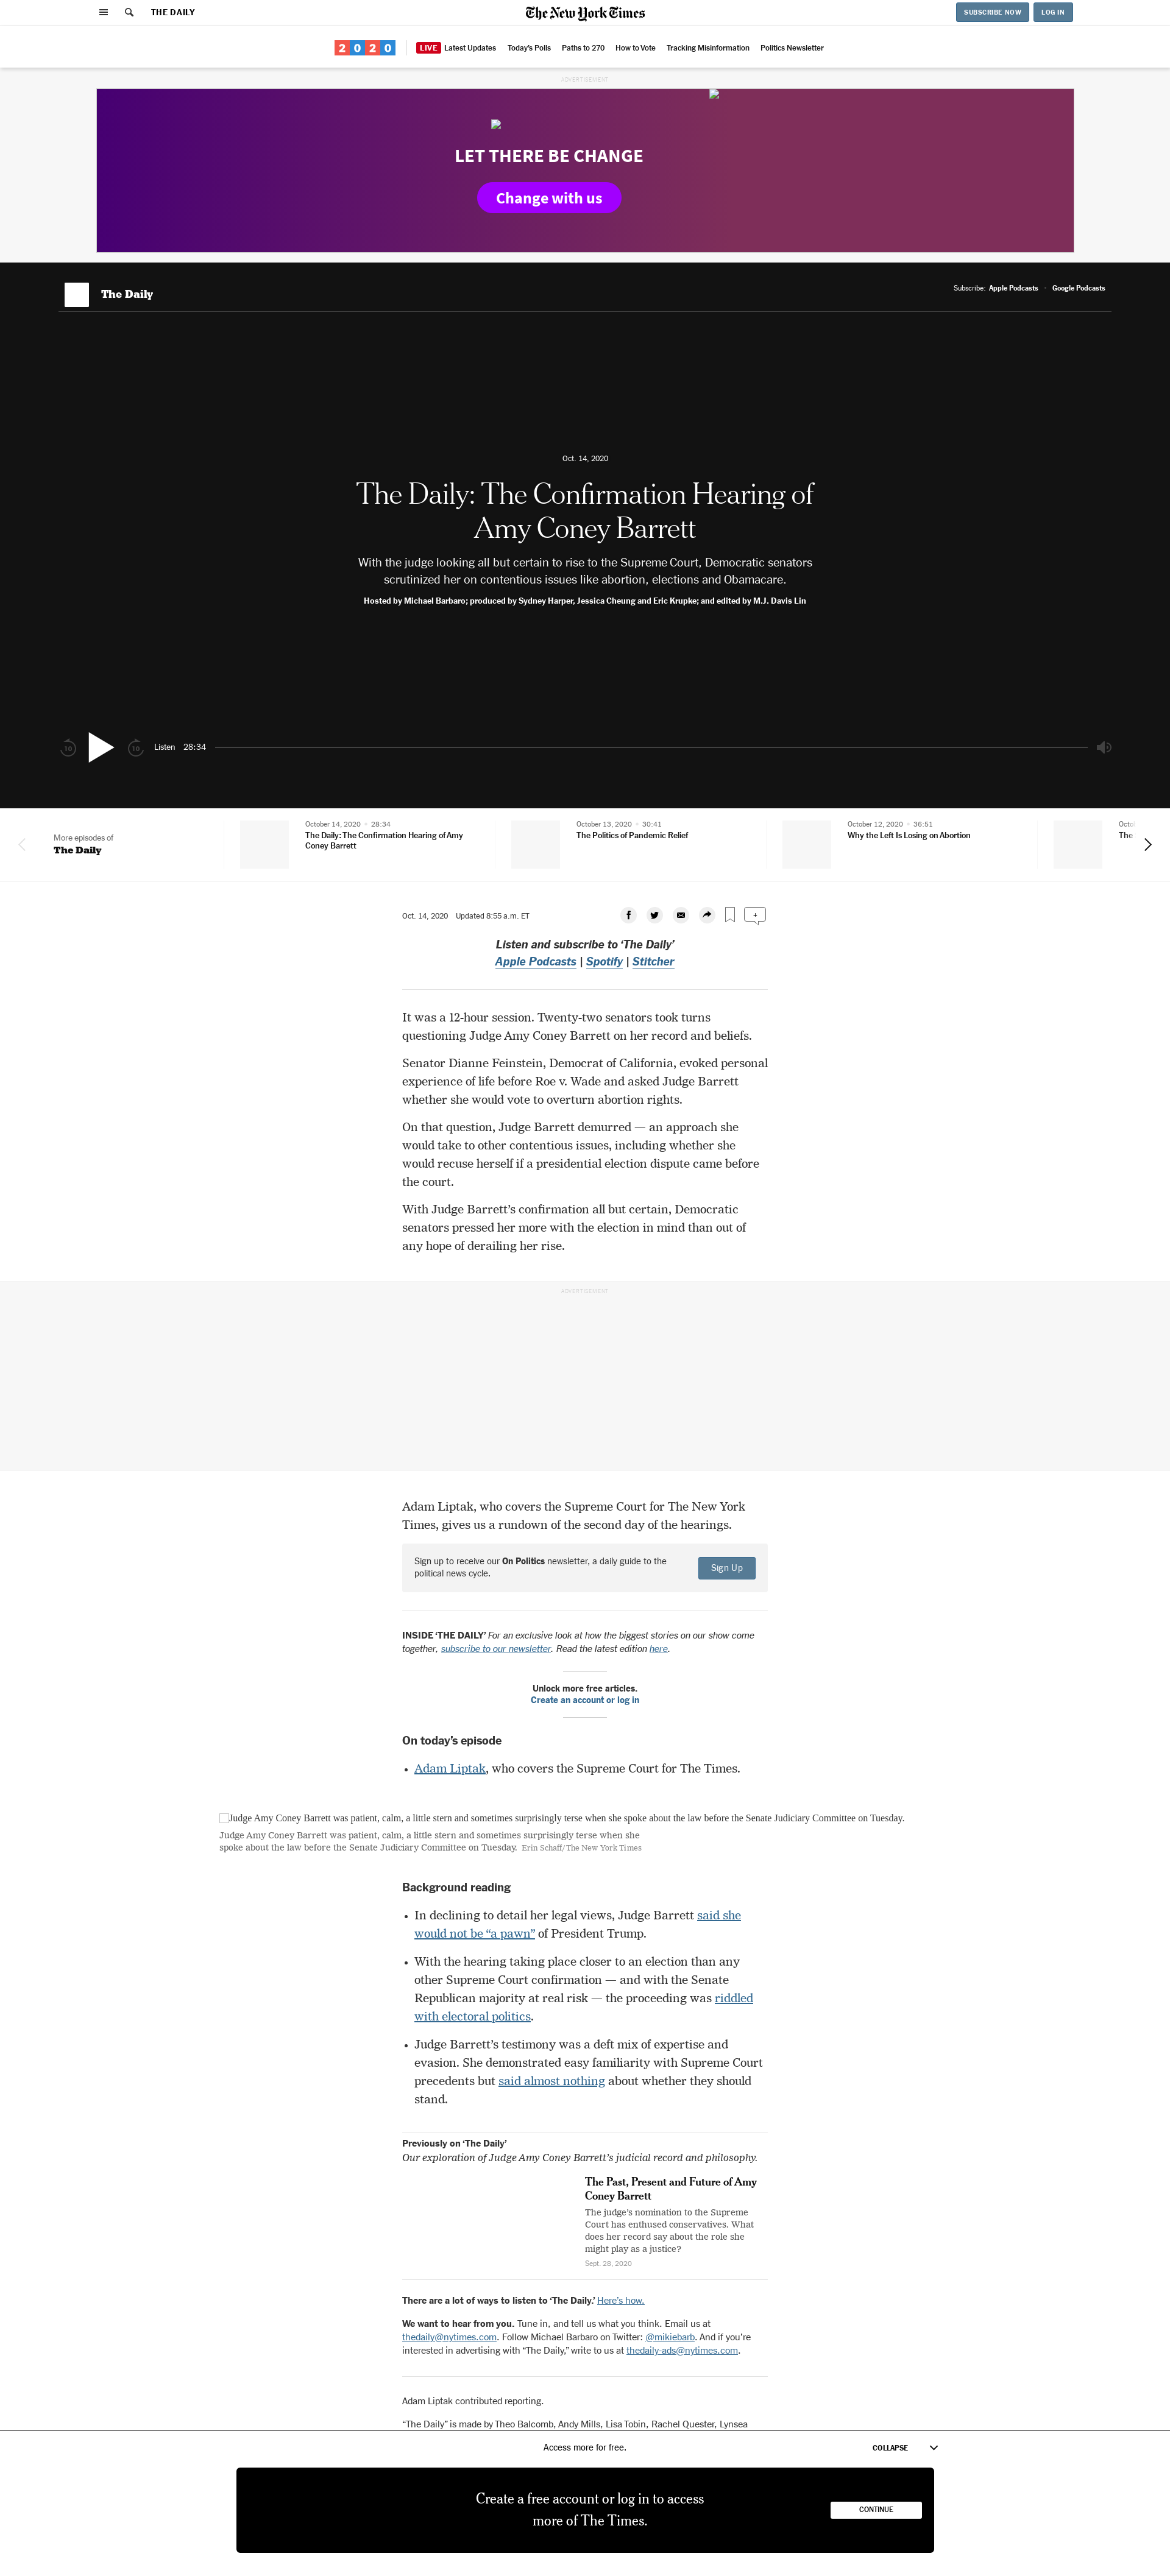 THE DAILY
The New York Times
SUBSCRIBE NOW
LOG IN
2020
LIVE Latest Updates
Today's Polls
Paths to 270
How to Vote
Tracking Misinformation
Politics Newsletter
ADVERTISEMENT
LET THERE BE CHANGE
Change with us
The Daily
Subscribe: Apple Podcasts
Google Podcasts
Oct. 14, 2020
The Daily: The Confirmation Hearing of
Amy Coney Barrett
With the judge looking all but certain to rise to the Supreme Court, Democratic senators
scrutinized her on contentious issues like abortion, elections and Obamacare.
Hosted by Michael Barbaro; produced by Sydney Harper, Jessica Cheung and Eric Krupke; and edited by M.J. Davis Lin
10
10
Listen 28:34
More episodes of
The Daily
October 14, 2020 • 28:34
The Daily: The Confirmation Hearing of Amy
Coney Barrett
October 13, 2020 • 30:41
The Politics of Pandemic Relief
October 12, 2020 • 36:51
Why the Left Is Losing on Abortion
The
Oct. 14, 2020 Updated 8:55 a.m. ET
Listen and subscribe to ‘The Daily’
Apple Podcasts | Spotify | Stitcher
It was a 12-hour session. Twenty-two senators took turns
questioning Judge Amy Coney Barrett on her record and beliefs.
Senator Dianne Feinstein, Democrat of California, evoked personal
experience of life before Roe v. Wade and asked Judge Barrett
whether she would vote to overturn abortion rights.
On that question, Judge Barrett demurred — an approach she
would take to other contentious issues, including whether she
would recuse herself if a presidential election dispute came before
the court.
With Judge Barrett’s confirmation all but certain, Democratic
senators pressed her more with the election in mind than out of
any hope of derailing her rise.
ADVERTISEMENT
Adam Liptak, who covers the Supreme Court for The New York
Times, gives us a rundown of the second day of the hearings.
Sign up to receive our On Politics newsletter, a daily guide to the
political news cycle.
Sign Up
INSIDE ‘THE DAILY’ For an exclusive look at how the biggest stories on our show come
together, subscribe to our newsletter. Read the latest edition here.
Unlock more free articles.
Create an account or log in
On today’s episode
• Adam Liptak, who covers the Supreme Court for The Times.
Judge Amy Coney Barrett was patient, calm, a little stern and sometimes surprisingly terse when she spoke about the law before the Senate Judiciary Committee on Tuesday.
Judge Amy Coney Barrett was patient, calm, a little stern and sometimes surprisingly terse when she
spoke about the law before the Senate Judiciary Committee on Tuesday. Erin Schaff/The New York Times
Background reading
• In declining to detail her legal views, Judge Barrett said she
would not be “a pawn” of President Trump.
• With the hearing taking place closer to an election than any
other Supreme Court confirmation — and with the Senate
Republican majority at real risk — the proceeding was riddled
with electoral politics.
• Judge Barrett’s testimony was a deft mix of expertise and
evasion. She demonstrated easy familiarity with Supreme Court
precedents but said almost nothing about whether they should
stand.
Previously on ‘The Daily’
Our exploration of Judge Amy Coney Barrett’s judicial record and philosophy.
The Past, Present and Future of Amy
Coney Barrett
The judge’s nomination to the Supreme
Court has enthused conservatives. What
does her record say about the role she
might play as a justice?
Sept. 28, 2020
There are a lot of ways to listen to ‘The Daily.’ Here’s how.
We want to hear from you. Tune in, and tell us what you think. Email us at
thedaily@nytimes.com. Follow Michael Barbaro on Twitter: @mikiebarb. And if you’re
interested in advertising with “The Daily,” write to us at thedaily-ads@nytimes.com.
Adam Liptak contributed reporting.
“The Daily” is made by Theo Balcomb, Andy Mills, Lisa Tobin, Rachel Quester, Lynsea
Access more for free.
COLLAPSE
Create a free account or log in to access
more of The Times.
CONTINUE